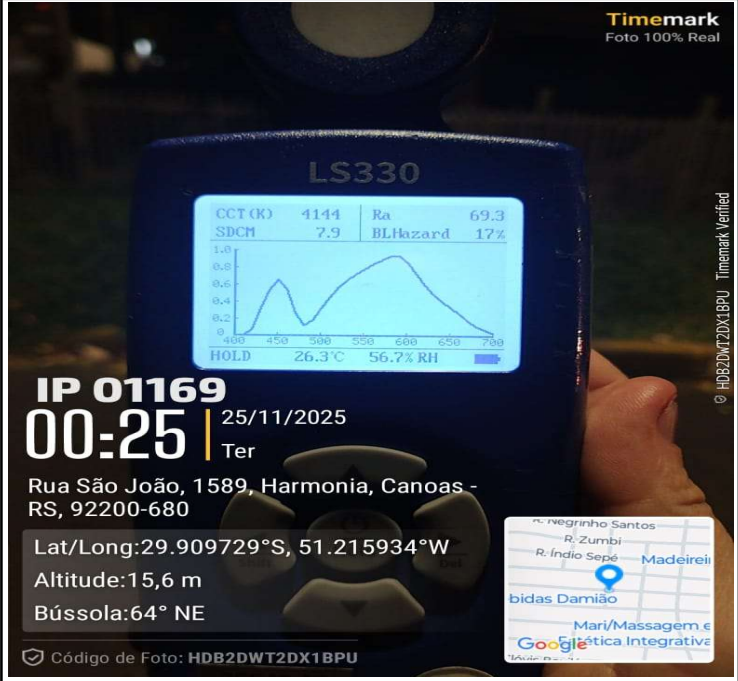 Timemark
Foto 100% Real
LS330
CCT(K) 4144 Ra 69.3
SDCM 7.9 BLHazard 17%
1.0
0.8
0.6
0.4
0.2
0
400 450 500 550 600 650 700
HOLD 26.3°C 56.7% RH
HDB2DWT2DX1BPU Timemark Verified
IP 01169
00:25
25/11/2025
Ter
Rua São João, 1589, Harmonia, Canoas -
RS, 92200-680
Lat/Long:29.909729°S, 51.215934°W
Altitude:15,6 m
Bússola:64° NE
Código de Foto: HDB2DWT2DX1BPU
R. Negrinho Santos
R. Zumbi
R. Índio Sepé
Madeirei
bidas Damião
Mari/Massagem e
Estética Integrativa
Google